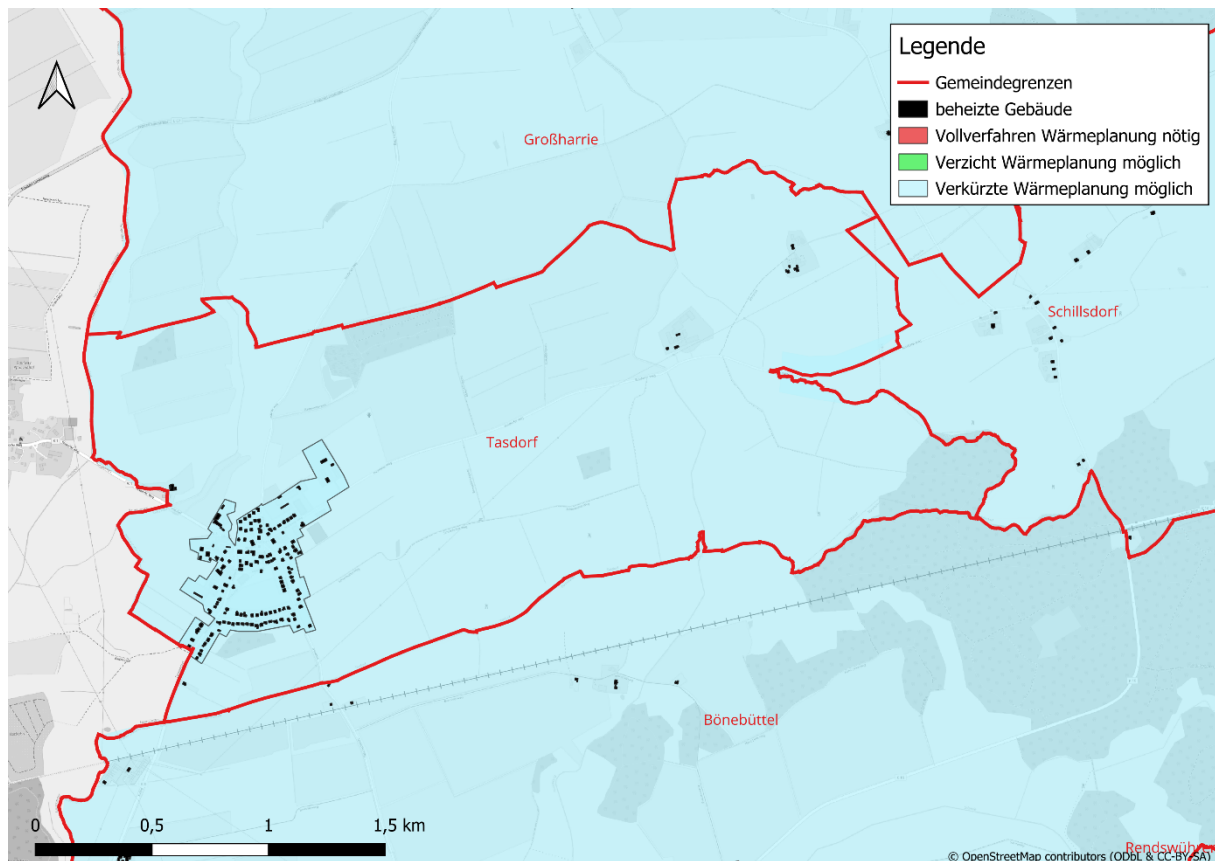 Legende
Gemeindegrenzen
beheizte Gebäude
Vollverfahren Wärmeplanung nötig
Verzicht Wärmeplanung möglich
Verkürzte Wärmeplanung möglich
Großharrie
Schillsdorf
Tasdorf
Bönebüttel
0 0,5 1 1,5 km
Rendswühren
© OpenStreetMap contributors (ODbL & CC-BY-SA)